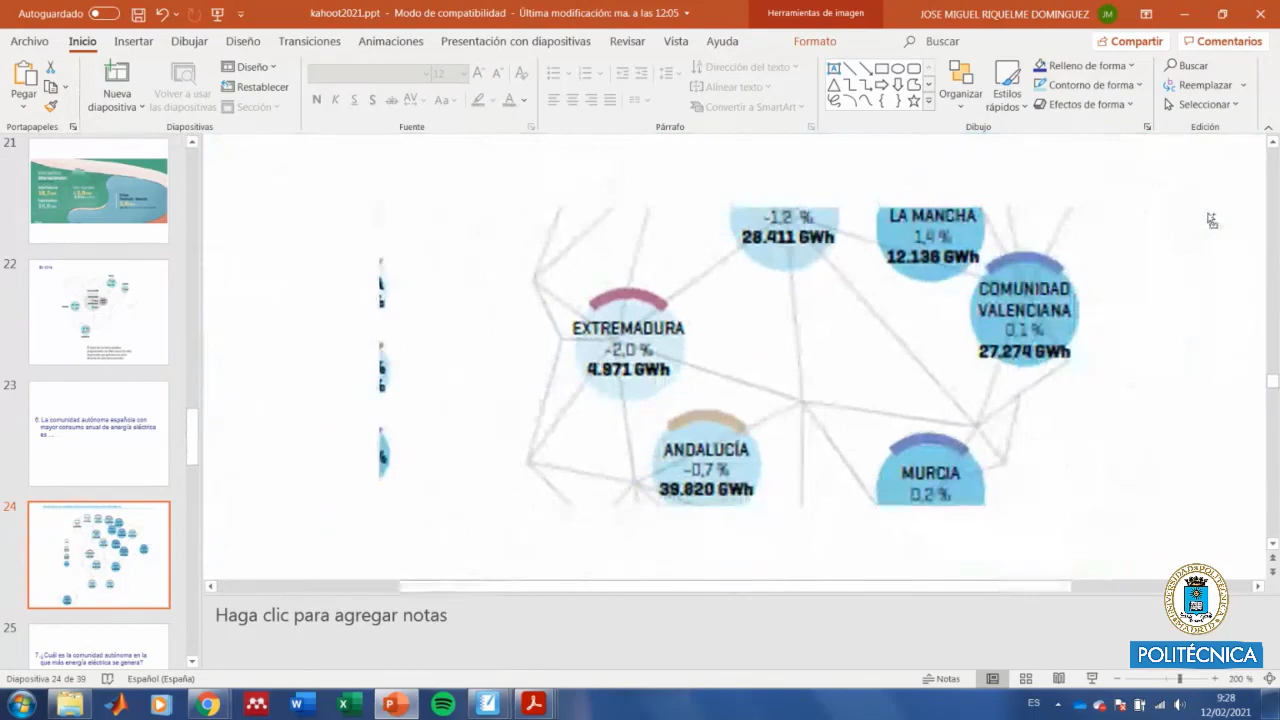 Autoguardado
kahoot2021.ppt - Modo de compatibilidad - Última modificación: ma. a las 12:05
Herramientas de imagen
JOSE MIGUEL RIQUELME DOMINGUEZ
JM
Archivo
Inicio
Insertar
Dibujar
Diseño
Transiciones
Animaciones
Presentación con diapositivas
Revisar
Vista
Ayuda
Formato
Buscar
Compartir
Comentarios
Pegar
Nueva
diapositiva
Volver a usar
las diapositivas
Diseño
Restablecer
Sección
12
N
S
S
ab
AV
Aa
A
Dirección del texto
Alinear texto
Convertir a SmartArt
Organizar
Estilos
rápidos
Relleno de forma
Contorno de forma
Efectos de forma
Buscar
Reemplazar
Seleccionar
Portapapeles
Diapositivas
Fuente
Párrafo
Dibujo
Edición
21
22
23
6. La comunidad autónoma española con
mayor consumo anual de energía eléctrica
es ...
24
25
7.¿Cuál es la comunidad autónoma en la
que más energía eléctrica se genera?
-1,2 %
28.411 GWh
LA MANCHA
1,4 %
12.136 GWh
COMUNIDAD
VALENCIANA
0,1 %
27.274 GWh
EXTREMADURA
-2,0 %
4.971 GWh
ANDALUCÍA
-0,7 %
39.620 GWh
MURCIA
0,2 %
Haga clic para agregar notas
POLITÉCNICA
Diapositiva 24 de 39
Español (España)
Notas
200 %
ES
9:28
12/02/2021